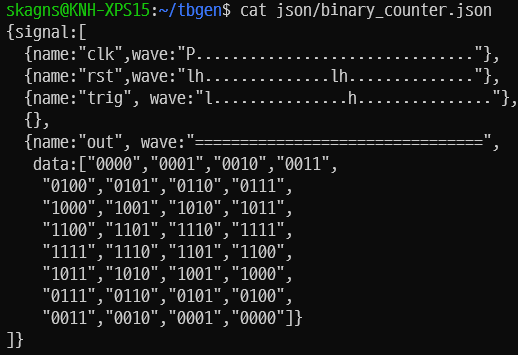 skagns@KNH-XPS15:~/tbgen$ cat json/binary_counter.json
{signal:[
  {name:"clk",wave:"P..............................."},
  {name:"rst",wave:"lh..............lh.............."},
  {name:"trig", wave:"l...............h..............."},
  {},
  {name:"out", wave:"================================",
   data:["0000","0001","0010","0011",
    "0100","0101","0110","0111",
    "1000","1001","1010","1011",
    "1100","1101","1110","1111",
    "1111","1110","1101","1100",
    "1011","1010","1001","1000",
    "0111","0110","0101","0100",
    "0011","0010","0001","0000"]}
]}